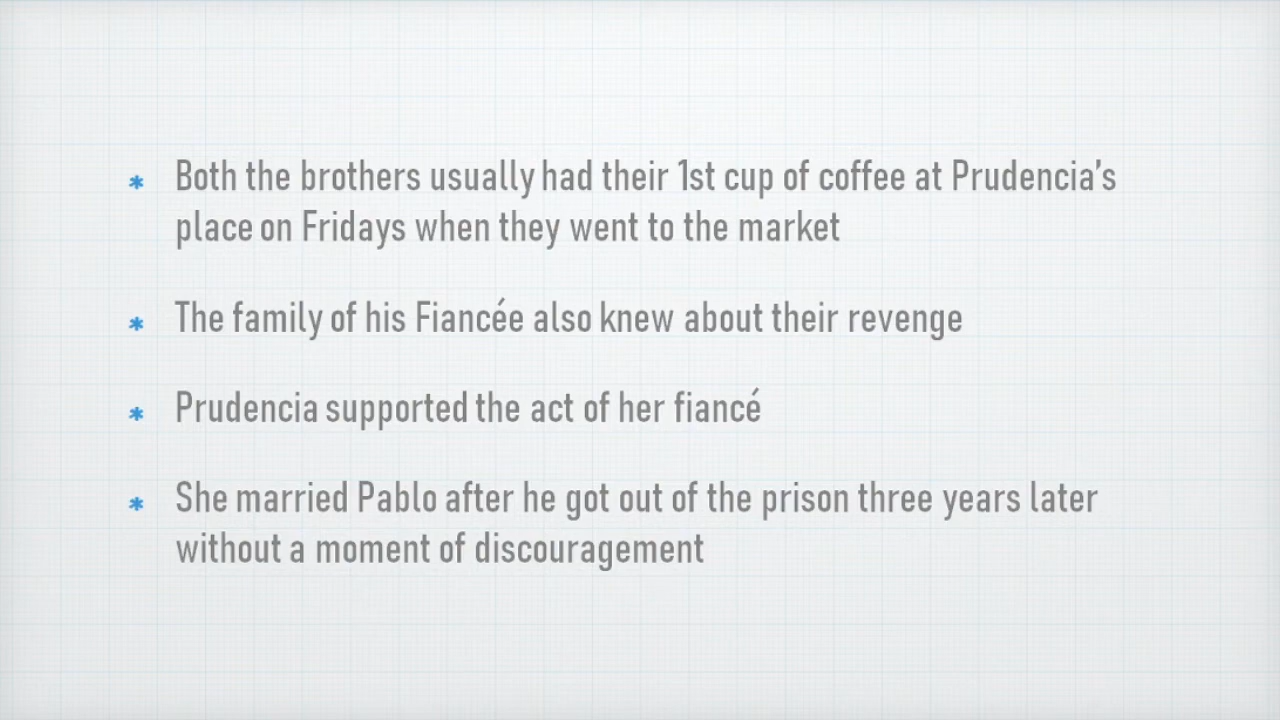 * Both the brothers usually had their 1st cup of coffee at Prudencia's
place on Fridays when they went to the market
* The family of his Fiancée also knew about their revenge
* Prudencia supported the act of her fiancé
* She married Pablo after he got out of the prison three years later
without a moment of discouragement